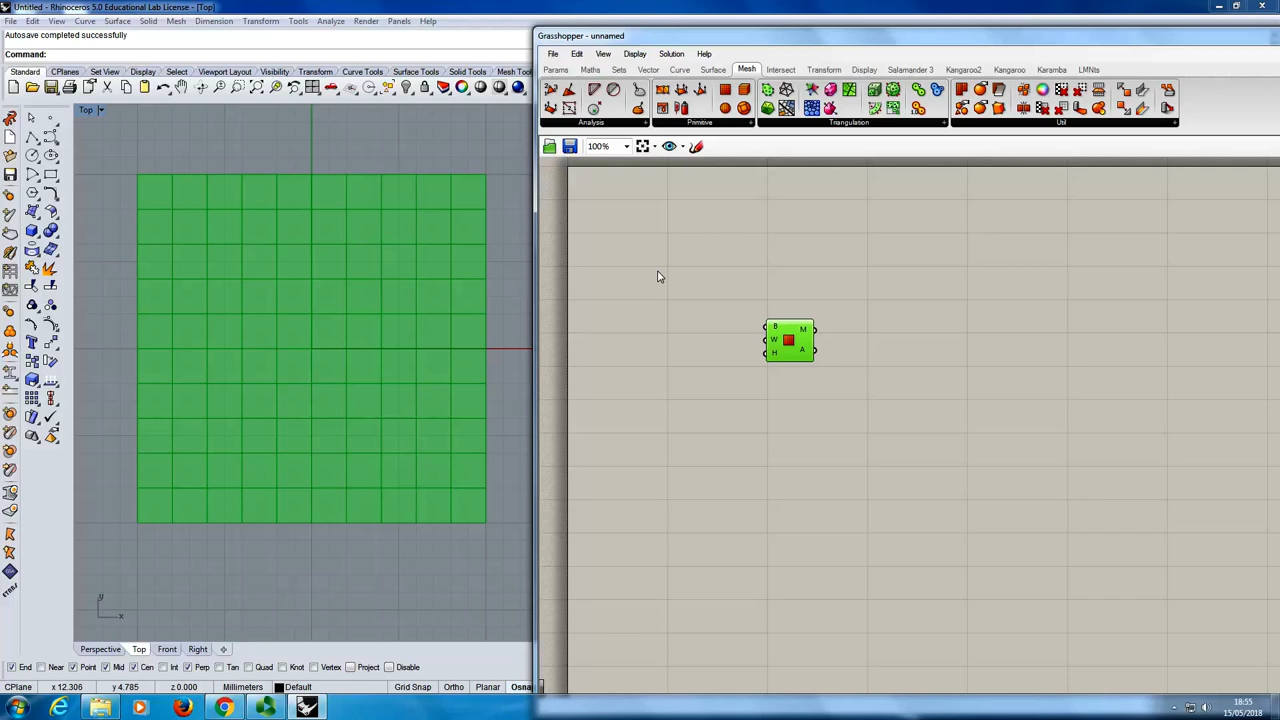 Untitled - Rhinoceros 5.0 Educational Lab License - [Top]
File Edit View Curve Surface Solid Mesh Dimension Transform Tools Analyze Render Panels Help
Autosave completed successfully
Command:
Standard CPlanes Set View Display Select Viewport Layout Visibility Transform Curve Tools Surface Tools Solid Tools Mesh Tool
Top
Grasshopper - unnamed
File Edit View Display Solution Help
Params Maths Sets Vector Curve Surface Mesh Intersect Transform Display Salamander 3 Kangaroo2 Kangaroo Karamba LMNts
Analysis + Primitive + Triangulation + Util +
100%
B M
W
A
H
y
x
Perspective Top Front Right
End Near Point Mid Cen Int Perp Tan Quad Knot Vertex Project Disable
CPlane x 12.306 y 4.785 z 0.000 Millimeters Default Grid Snap Ortho Planar Osna
18:55
15/05/2018